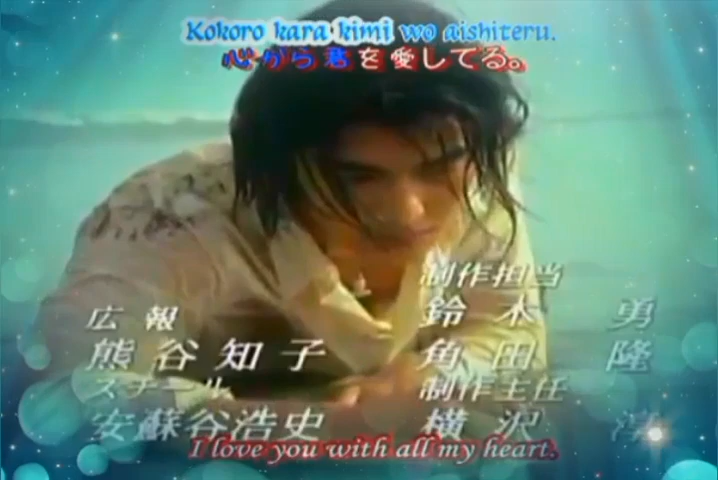 Kokoro kara kimi wo aishiteru.
心から君を愛してる。
制作担当
広報
鈴木 勇
熊谷知子
角田 隆
スチール
制作主任
安蘇谷浩史
横沢 淳
I love you with all my heart.